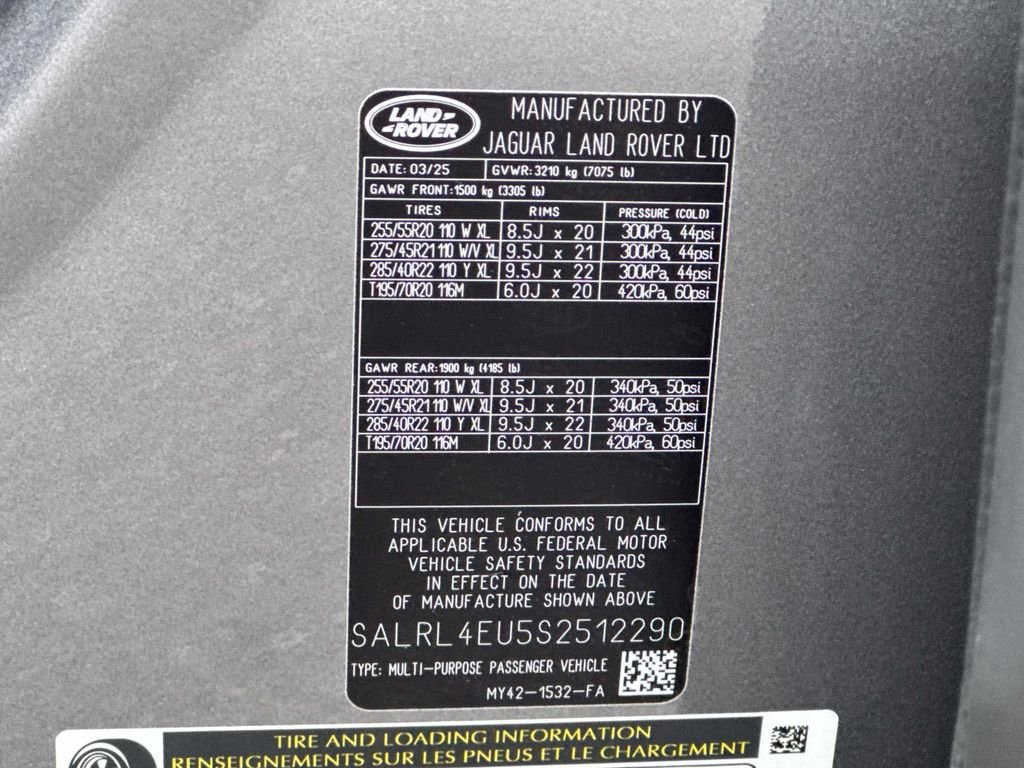 LAND ROVER
MANUFACTURED BY
JAGUAR LAND ROVER LTD
DATE: 03/25 GVWR: 3210 kg (7075 lb)
GAWR FRONT: 1500 kg (3305 lb)
TIRES RIMS PRESSURE (COLD)
255/55R20 110 W XL 8.5J x 20 300kPa, 44psi
275/45R21 110 W/V XL 9.5J x 21 300kPa, 44psi
285/40R22 110 Y XL 9.5J x 22 300kPa, 44psi
T195/70R20 116M 6.0J x 20 420kPa, 60psi
GAWR REAR: 1900 kg (4185 lb)
255/55R20 110 W XL 8.5J x 20 340kPa, 50psi
275/45R21 110 W/V XL 9.5J x 21 340kPa, 50psi
285/40R22 110 Y XL 9.5J x 22 340kPa, 50psi
T195/70R20 116M 6.0J x 20 420kPa, 60psi
THIS VEHICLE CONFORMS TO ALL
APPLICABLE U.S. FEDERAL MOTOR
VEHICLE SAFETY STANDARDS
IN EFFECT ON THE DATE
OF MANUFACTURE SHOWN ABOVE
SALRL4EU5S2512290
TYPE: MULTI-PURPOSE PASSENGER VEHICLE
MY42-1532-FA
TIRE AND LOADING INFORMATION
RENSEIGNEMENTS SUR LES PNEUS ET LE CHARGEMENT